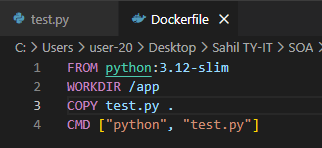 test.py
Dockerfile
C: > Users > user-20 > Desktop > Sahil TY-IT > SOA
1 FROM python:3.12-slim
2 WORKDIR /app
3 COPY test.py .
4 CMD ["python", "test.py"]